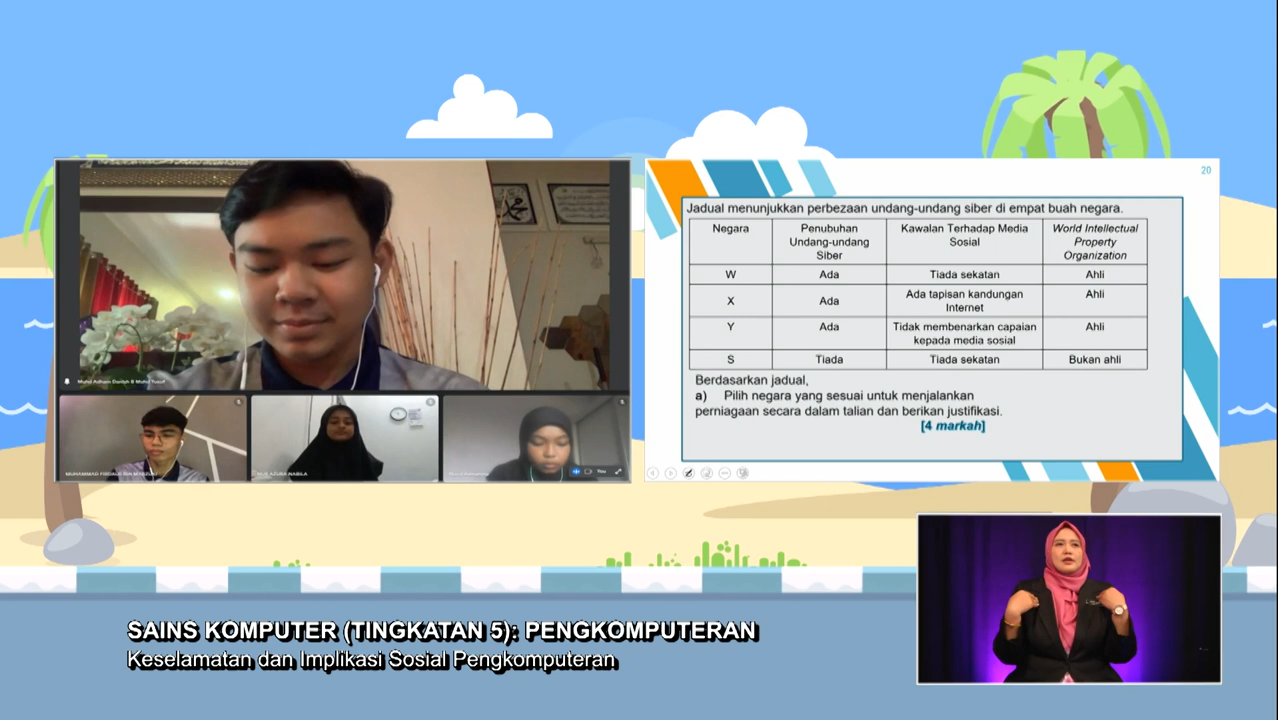 20
Jadual menunjukkan perbezaan undang-undang siber di empat buah negara.
Negara
Penubuhan
Undang-undang
Siber
Kawalan Terhadap Media
Sosial
World Intellectual
Property
Organization
W
Ada
Tiada sekatan
Ahli
X
Ada
Ada tapisan kandungan
Internet
Ahli
Y
Ada
Tidak membenarkan capaian
kepada media sosial
Ahli
S
Tiada
Tiada sekatan
Bukan ahli
Berdasarkan jadual,
a) Pilih negara yang sesuai untuk menjalankan
perniagaan secara dalam talian dan berikan justifikasi.
[4 markah]
You
SAINS KOMPUTER (TINGKATAN 5): PENGKOMPUTERAN
Keselamatan dan Implikasi Sosial Pengkomputeran